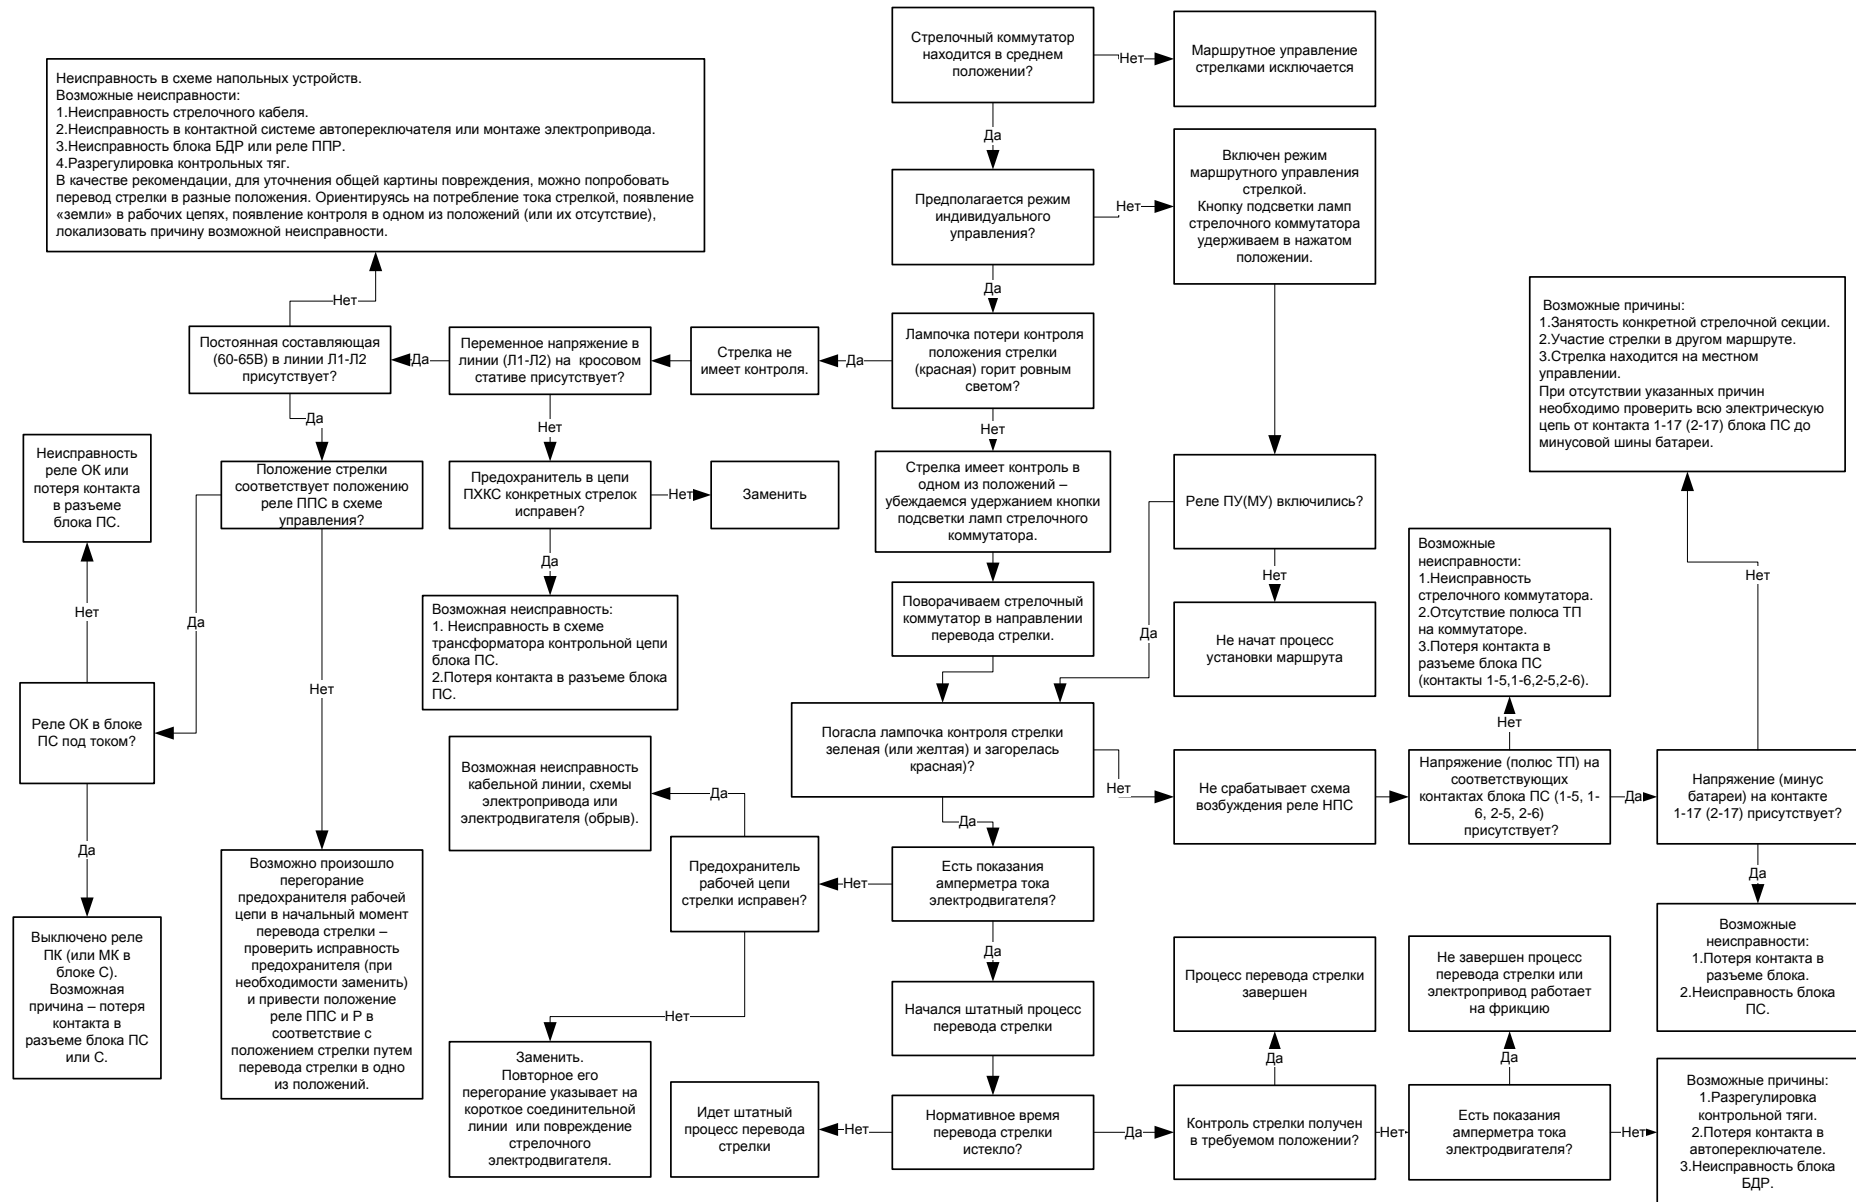 Стрелочный коммутатор
находится в среднем
положении?
Нет
Маршрутное управление
стрелками исключается
Да
Неисправность в схеме напольных устройств.
Возможные неисправности:
1.Неисправность стрелочного кабеля.
2.Неисправность в контактной системе автопереключателя или монтаже электропривода.
3.Неисправность блока БДР или реле ППР.
4.Разрегулировка контрольных тяг.
В качестве рекомендации, для уточнения общей картины повреждения, можно попробовать
перевод стрелки в разные положения. Ориентируясь на потребление тока стрелкой, появление
«земли» в рабочих цепях, появление контроля в одном из положений (или их отсутствие),
локализовать причину возможной неисправности.
Предполагается режим
индивидуального
управления?
Нет
Включен режим
маршрутного управления
стрелкой.
Кнопку подсветки ламп
стрелочного коммутатора
удерживаем в нажатом
положении.
Да
Нет
Постоянная составляющая
(60-65В) в линии Л1-Л2
присутствует?
Да
Переменное напряжение в
линии (Л1-Л2) на кросовом
стативе присутствует?
Стрелка не
имеет контроля.
Да
Лампочка потери контроля
положения стрелки
(красная) горит ровным
светом?
Возможные причины:
1.Занятость конкретной стрелочной секции.
2.Участие стрелки в другом маршруте.
3.Стрелка находится на местном
управлении.
При отсутствии указанных причин
необходимо проверить всю электрическую
цепь от контакта 1-17 (2-17) блока ПС до
минусовой шины батареи.
Да
Нет
Нет
Неисправность
реле ОК или
потеря контакта
в разъеме
блока ПС.
Положение стрелки
соответствует положению
реле ППС в схеме
управления?
Предохранитель в цепи
ПХКС конкретных стрелок
исправен?
Нет
Заменить
Стрелка имеет контроль в
одном из положений –
убеждаемся удержанием кнопки
подсветки ламп стрелочного
коммутатора.
Реле ПУ(МУ) включились?
Возможные
неисправности:
1.Неисправность
стрелочного коммутатора.
2.Отсутствие полюса ТП
на коммутаторе.
3.Потеря контакта в
разъеме блока ПС
(контакты 1-5,1-6,2-5,2-6).
Да
Нет
Нет
Нет
Да
Возможная неисправность:
1. Неисправность в схеме
трансформатора контрольной цепи
блока ПС.
2.Потеря контакта в разъеме блока
ПС.
Поворачиваем стрелочный
коммутатор в направлении
перевода стрелки.
Да
Не начат процесс
установки маршрута
Нет
Реле ОК в блоке
ПС под током?
Погасла лампочка контроля стрелки
зеленая (или желтая) и загорелась
красная)?
Нет
Нет
Возможная неисправность
кабельной линии, схемы
электропривода или
электродвигателя (обрыв).
Да
Не срабатывает схема
возбуждения реле НПС
Напряжение (полюс ТП) на
соответствующих
контактах блока ПС (1-5, 1-
6, 2-5, 2-6)
присутствует?
Да
Напряжение (минус
батареи) на контакте
1-17 (2-17) присутствует?
Да
Да
Возможно произошло
перегорание
предохранителя рабочей
цепи в начальный момент
перевода стрелки –
проверить исправность
предохранителя (при
необходимости заменить)
и привести положение
реле ППС и Р в
соответствие с
положением стрелки путем
перевода стрелки в одно
из положений.
Предохранитель
рабочей цепи
стрелки исправен?
Нет
Есть показания
амперметра тока
электродвигателя?
Да
Выключено реле
ПК (или МК в
блоке С).
Возможная
причина – потеря
контакта в
разъеме блока ПС
или С.
Да
Процесс перевода стрелки
завершен
Не завершен процесс
перевода стрелки или
электропривод работает
на фрикцию
Возможные
неисправности:
1.Потеря контакта в
разъеме блока.
2.Неисправность блока
ПС.
Нет
Начался штатный процесс
перевода стрелки
Да
Да
Заменить.
Повторное его
перегорание указывает на
короткое соединительной
линии или повреждение
стрелочного
электродвигателя.
Идет штатный
процесс перевода
стрелки
Нет
Нормативное время
перевода стрелки
истекло?
Да
Контроль стрелки получен
в требуемом положении?
Нет
Есть показания
амперметра тока
электродвигателя?
Нет
Возможные причины:
1.Разрегулировка
контрольной тяги.
2.Потеря контакта в
автопереключателе.
3.Неисправность блока
БДР.